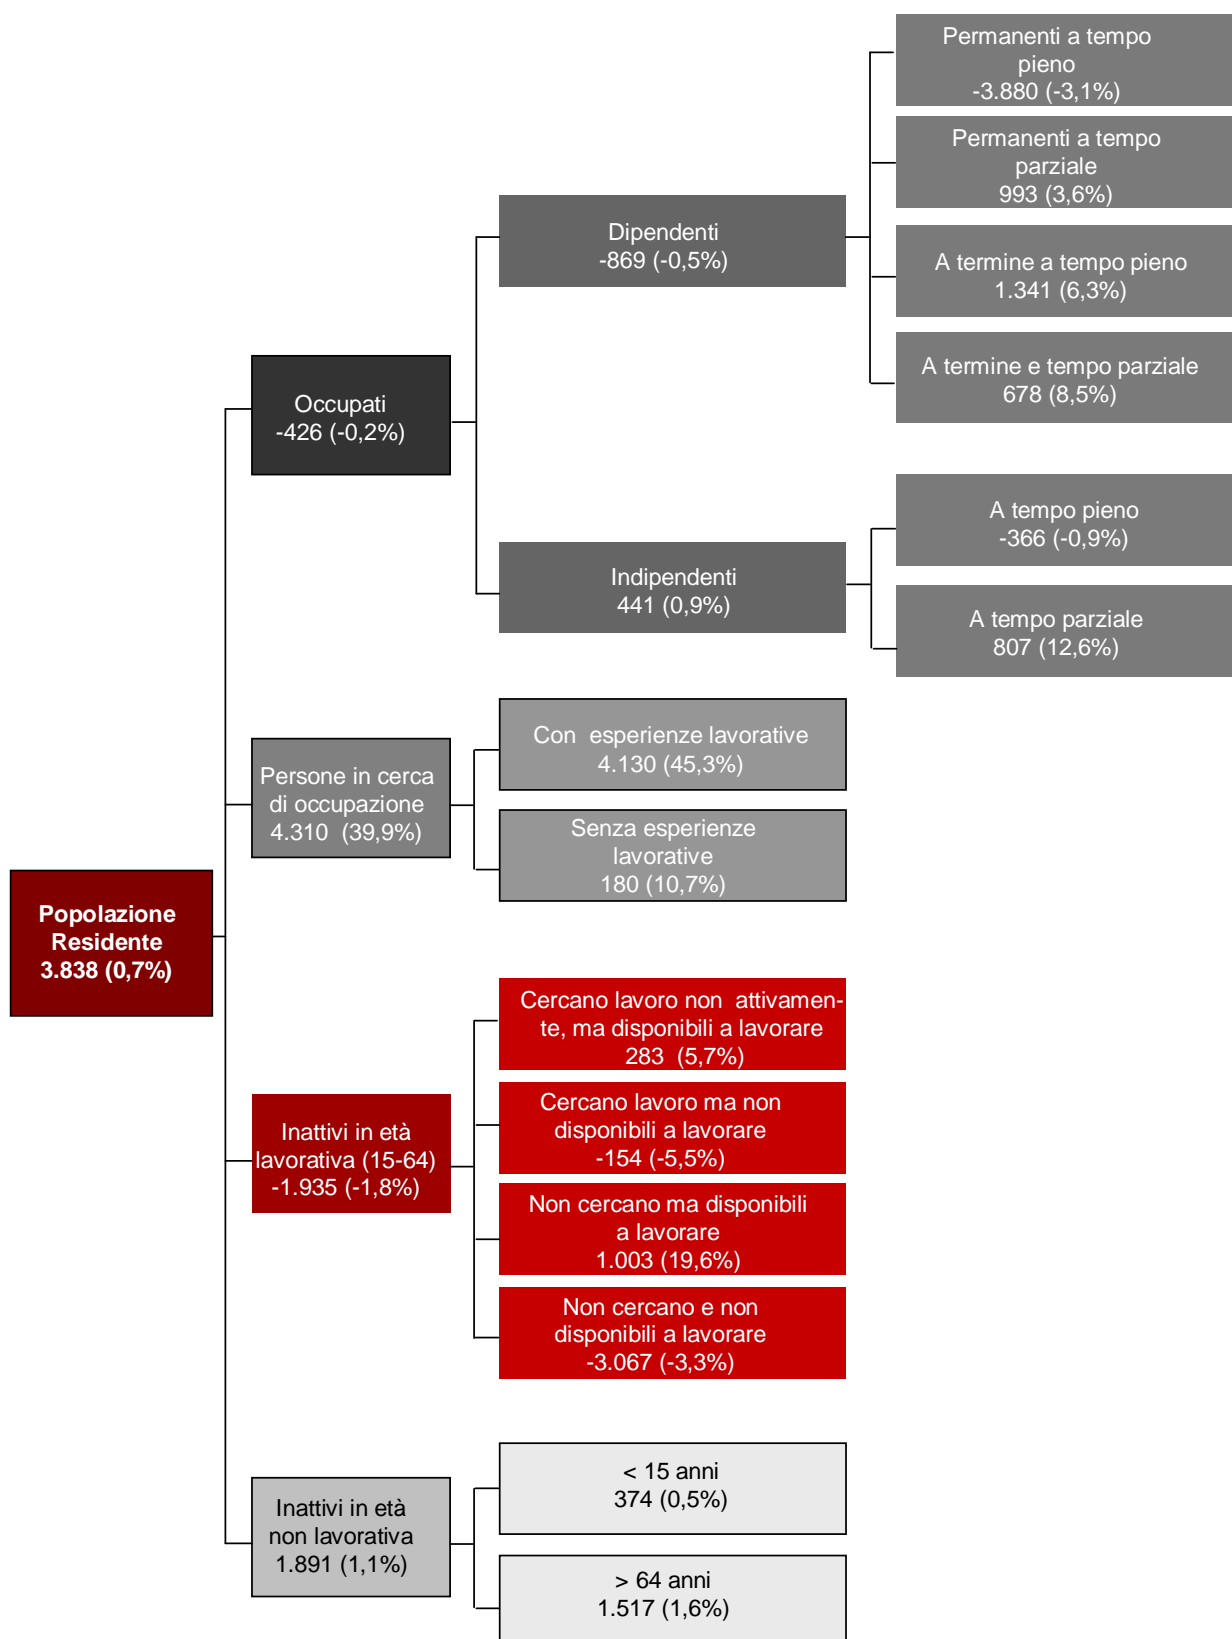 Popolazione
Residente
3.838 (0,7%)
Occupati
-426 (-0,2%)
Dipendenti
-869 (-0,5%)
Permanenti a tempo
pieno
-3.880 (-3,1%)
Permanenti a tempo
parziale
993 (3,6%)
A termine a tempo pieno
1.341 (6,3%)
A termine e tempo parziale
678 (8,5%)
Indipendenti
441 (0,9%)
A tempo pieno
-366 (-0,9%)
A tempo parziale
807 (12,6%)
Persone in cerca
di occupazione
4.310 (39,9%)
Con esperienze lavorative
4.130 (45,3%)
Senza esperienze
lavorative
180 (10,7%)
Inattivi in età
lavorativa (15-64)
-1.935 (-1,8%)
Cercano lavoro non attivamen-
te, ma disponibili a lavorare
283 (5,7%)
Cercano lavoro ma non
disponibili a lavorare
-154 (-5,5%)
Non cercano ma disponibili
a lavorare
1.003 (19,6%)
Non cercano e non
disponibili a lavorare
-3.067 (-3,3%)
Inattivi in età
non lavorativa
1.891 (1,1%)
< 15 anni
374 (0,5%)
> 64 anni
1.517 (1,6%)